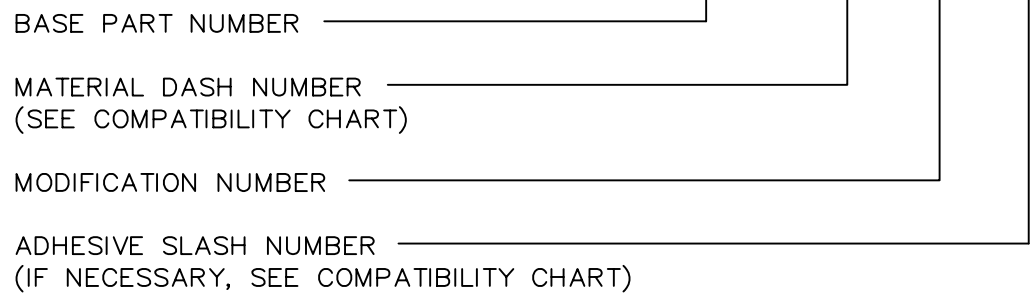 BASE PART NUMBER
MATERIAL DASH NUMBER
(SEE COMPATIBILITY CHART)
MODIFICATION NUMBER
ADHESIVE SLASH NUMBER
(IF NECESSARY, SEE COMPATIBILITY CHART)